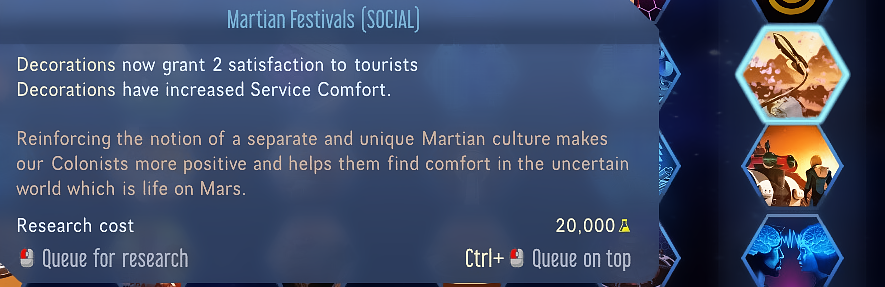 Martian Festivals (SOCIAL)
Decorations now grant 2 satisfaction to tourists
Decorations have increased Service Comfort.
Reinforcing the notion of a separate and unique Martian culture makes
our Colonists more positive and helps them find comfort in the uncertain
world which is life on Mars.
Research cost 20,000
Queue for research Ctrl+ Queue on top